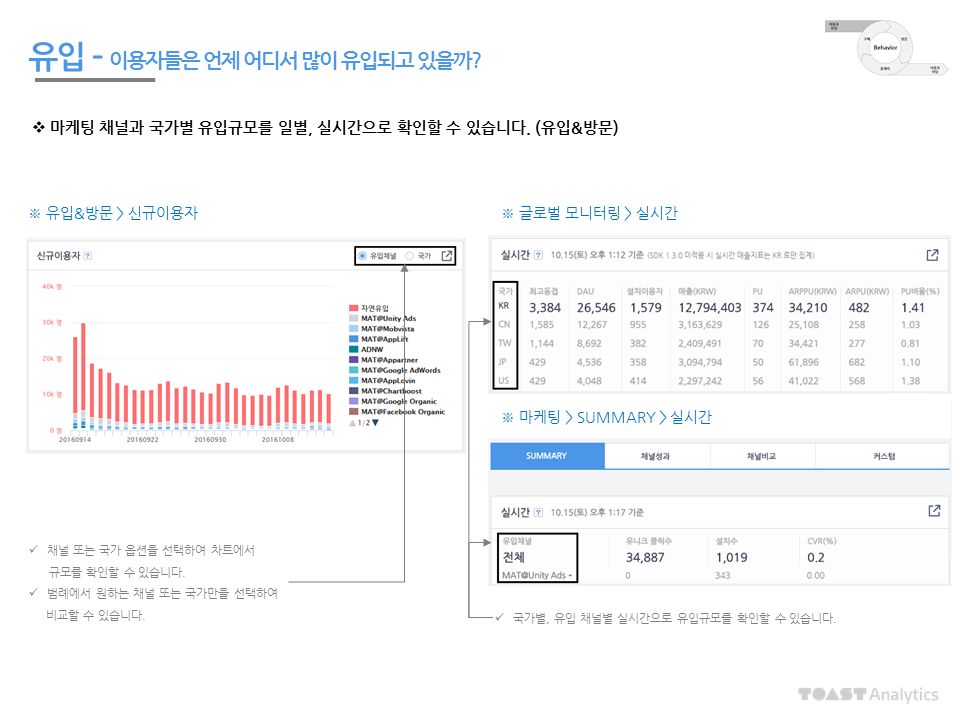 유입 - 이용자들은 언제 어디서 많이 유입되고 있을까?
Behavior
❖ 마케팅 채널과 국가별 유입규모를 일별, 실시간으로 확인할 수 있습니다. (유입&방문)
※ 유입&방문 > 신규이용자
신규이용자 ?
유입채널 국가
40k 명
30k 명
20k 명
10k 명
0 명
20160914 20160922 20160930 20161008
자연유입
MAT@Unity Ads
MAT@Mobvista
MAT@AppLift
ADNW
MAT@Appartner
MAT@Google AdWords
MAT@AppLovin
MAT@Chartboost
MAT@Google Organic
MAT@Facebook Organic
▲ 1/2 ▼
✓ 채널 또는 국가 옵션을 선택하여 차트에서
규모를 확인할 수 있습니다.
✓ 범례에서 원하는 채널 또는 국가만을 선택하여
비교할 수 있습니다.
※ 글로벌 모니터링 > 실시간
실시간 ? 10.15(토) 오후 1:12 기준 (SDK 1.3.0 미적용 시 실시간 매출지표는 KR 로만 집계)
국가 최고동접 DAU 설치이용자 매출(KRW) PU ARPPU(KRW) ARPU(KRW) PU비율(%)
KR 3,384 26,546 1,579 12,794,403 374 34,210 482 1.41
CN 1,585 12,267 955 3,163,629 126 25,108 258 1.03
TW 1,144 8,692 382 2,409,491 70 34,421 277 0.81
JP 429 4,536 358 3,094,794 50 61,896 682 1.10
US 429 4,048 414 2,297,242 56 41,022 568 1.38
※ 마케팅 > SUMMARY > 실시간
SUMMARY 채널성과 채널비교 커스텀
실시간 ? 10.15(토) 오후 1:17 기준
유입채널 유니크 클릭수 설치수 CVR(%)
전체 34,887 1,019 0.2
MAT@Unity Ads 0 343 0.00
✓ 국가별, 유입 채널별 실시간으로 유입규모를 확인할 수 있습니다.
TOAST Analytics